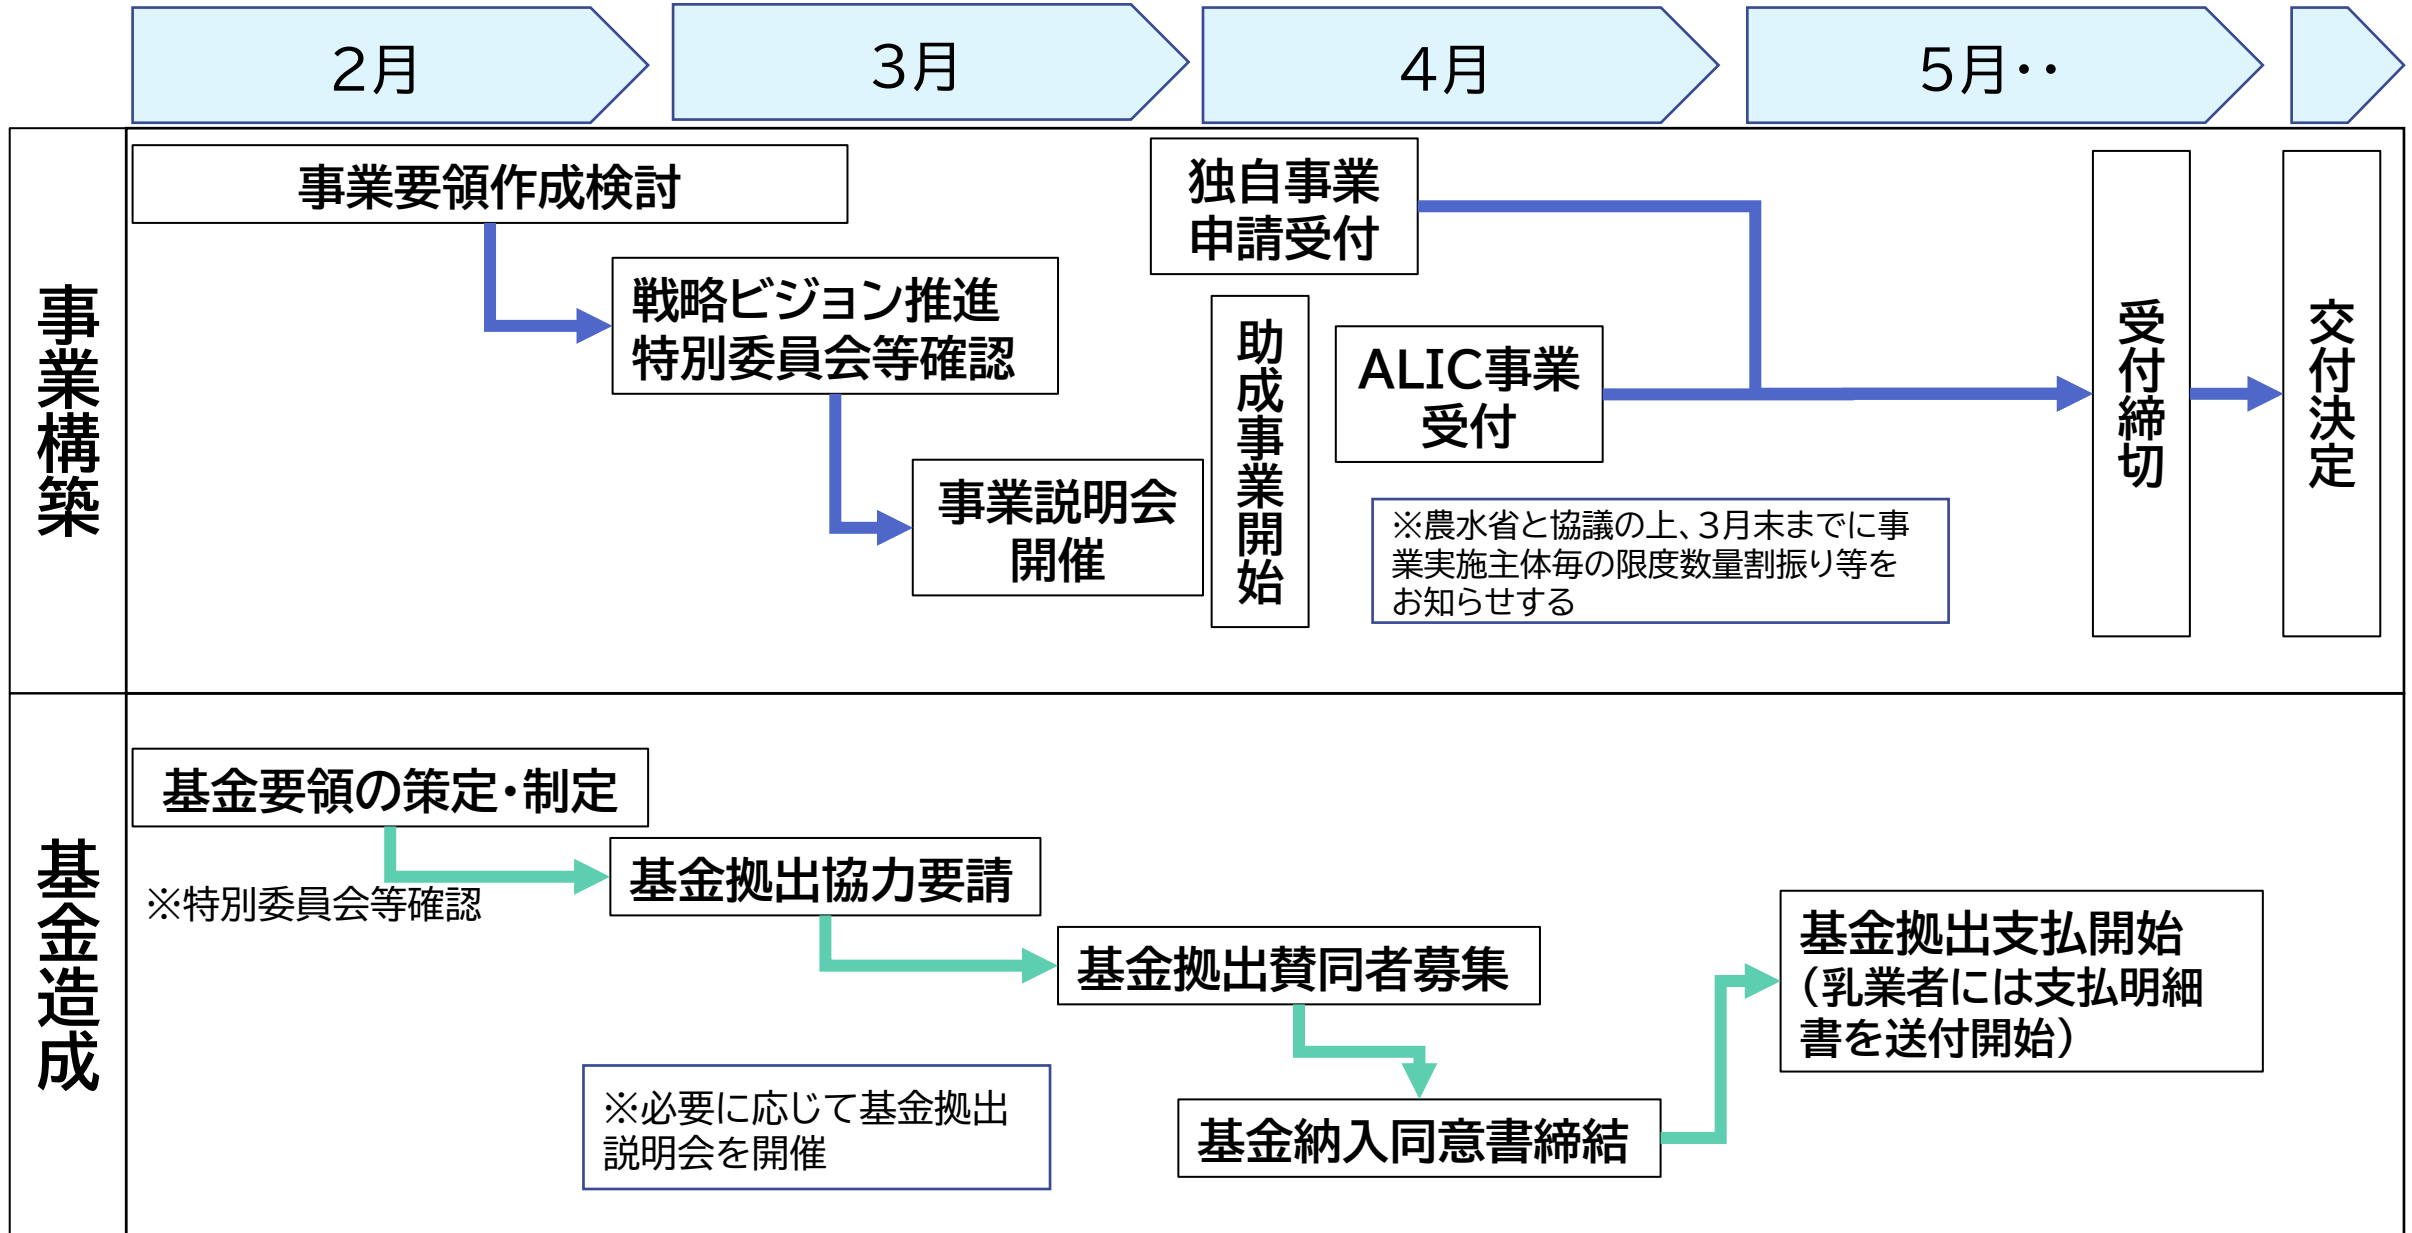 ２月
３月
４月
５月・・
事業構築
事業要領作成検討
戦略ビジョン推進
特別委員会等確認
事業説明会
開催
独自事業
申請受付
助成事業開始
ALIC事業
受付
※農水省と協議の上、３月末までに事
業実施主体毎の限度数量割振り等を
お知らせする
受付締切
交付決定
基金造成
基金要領の策定・制定
※特別委員会等確認
基金拠出協力要請
基金拠出賛同者募集
※必要に応じて基金拠出
説明会を開催
基金納入同意書締結
基金拠出支払開始
（乳業者には支払明細
書を送付開始）